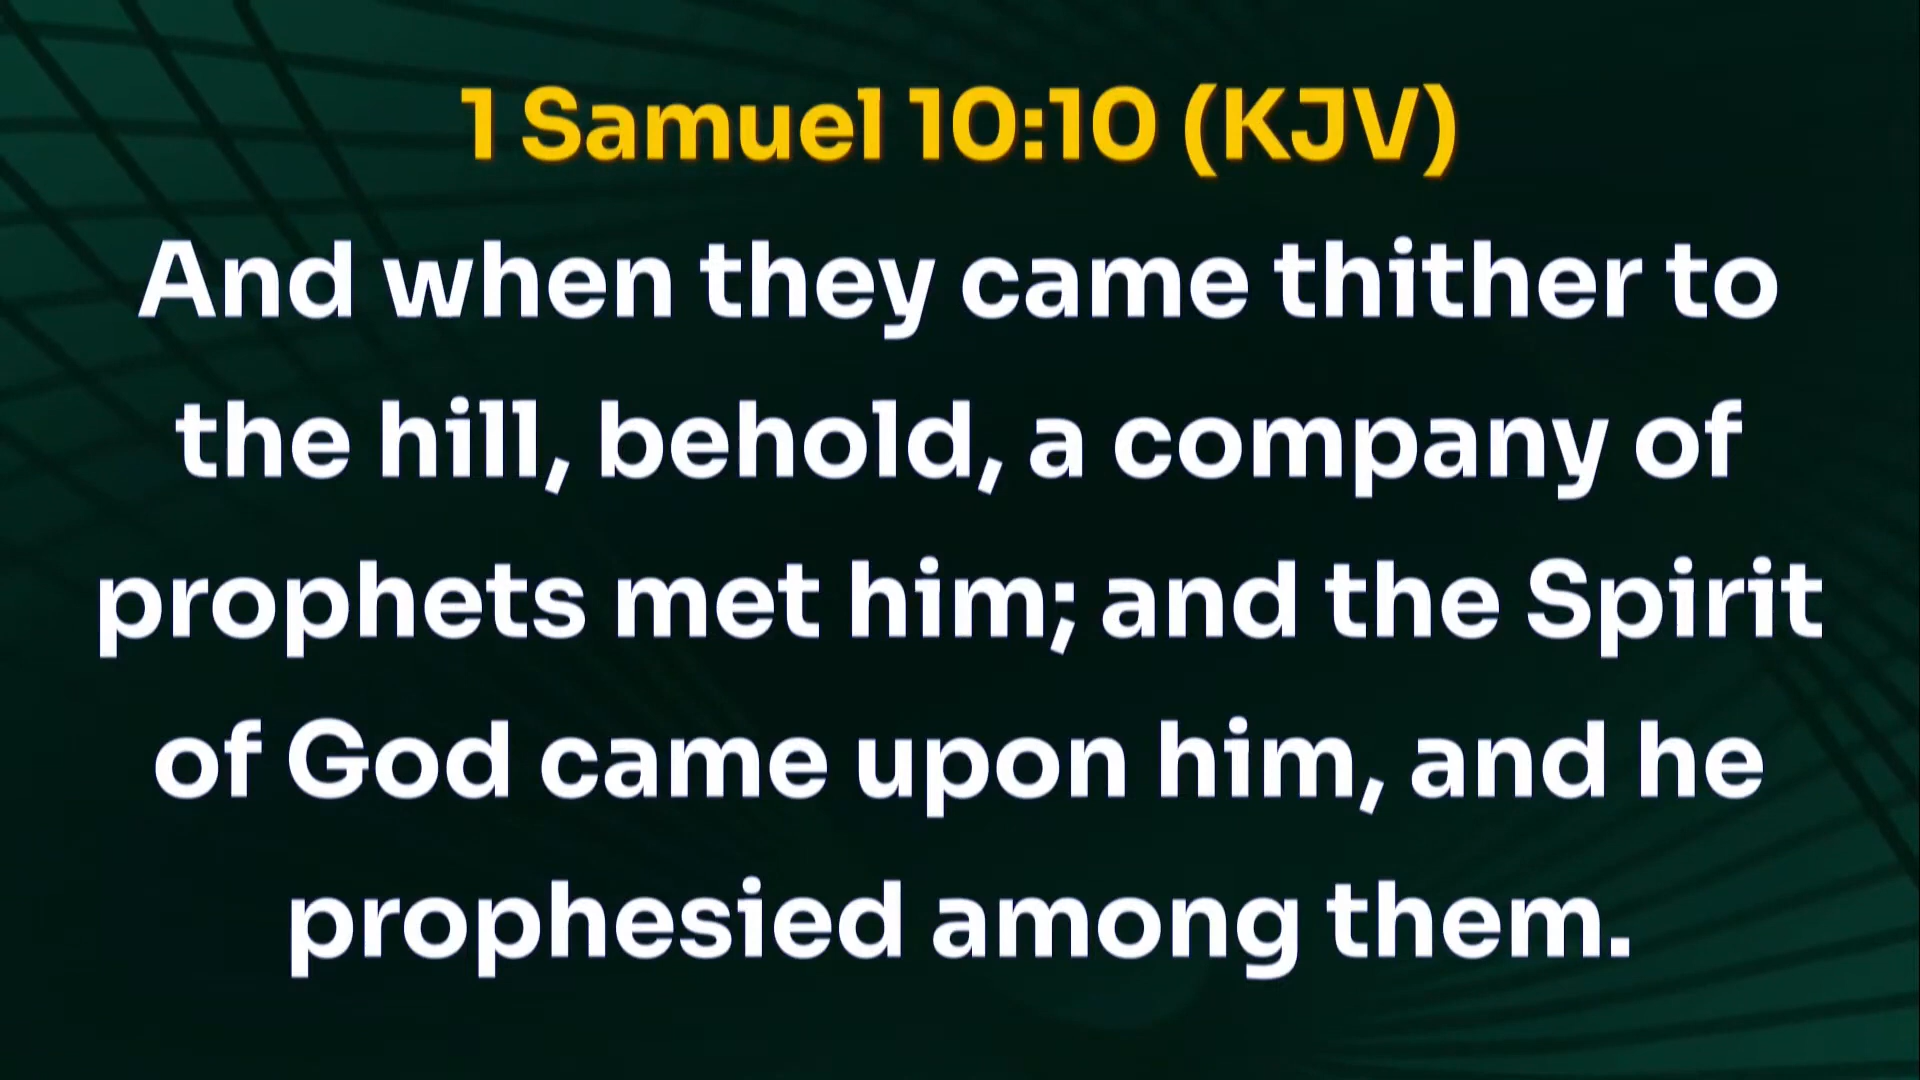 1 Samuel 10:10 (KJV)
And when they came thither to
the hill, behold, a company of
prophets met him; and the Spirit
of God came upon him, and he
prophesied among them.